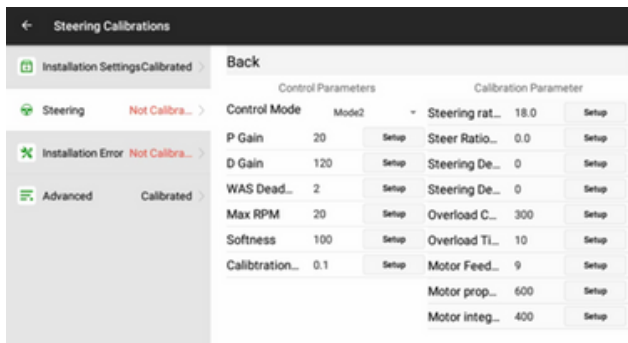 Steering Calibrations
Installation Settings Calibrated
Steering Not Calibra...
Installation Error Not Calibra...
Advanced Calibrated
Back
Control Parameters
Control Mode Mode2
P Gain 20 Setup
D Gain 120 Setup
WAS Dead... 2 Setup
Max RPM 20 Setup
Softness 100 Setup
Calibtration... 0.1 Setup
Calibration Parameter
Steering rat... 18.0 Setup
Steer Ratio... 0.0 Setup
Steering De... 0 Setup
Steering De... 0 Setup
Overload C... 300 Setup
Overload Ti... 10 Setup
Motor Feed... 9 Setup
Motor prop... 600 Setup
Motor integ... 400 Setup